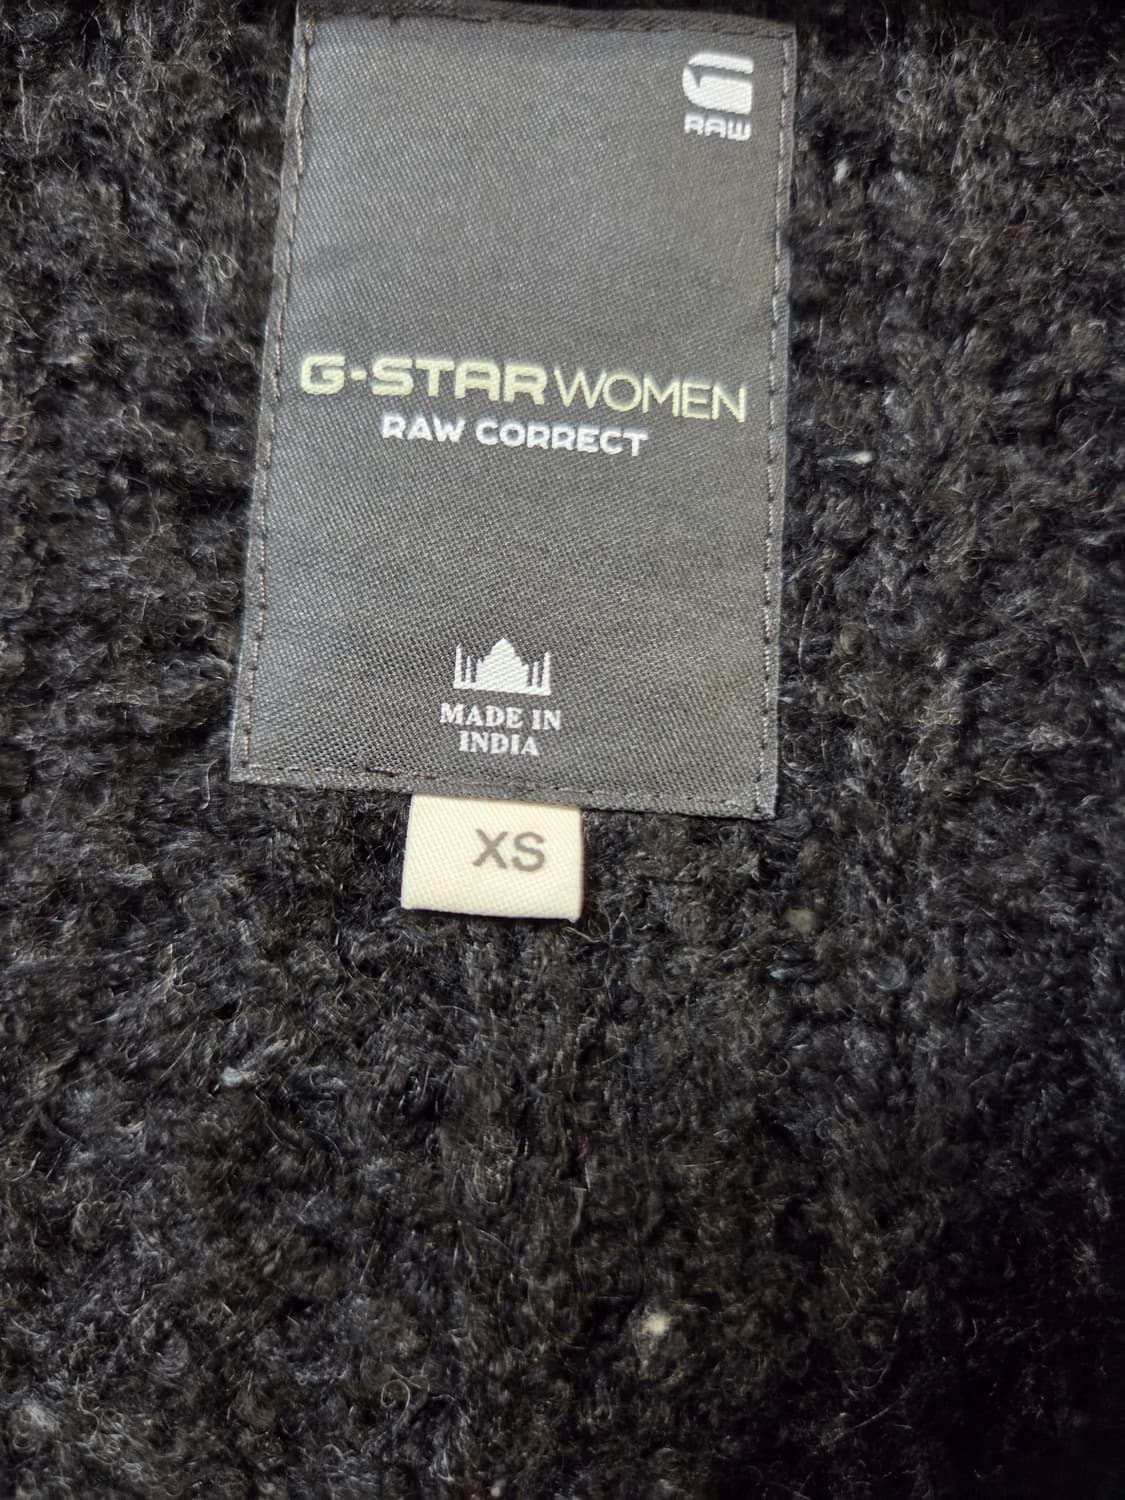 RAW
G-STAR WOMEN
RAW CORRECT
MADE IN
INDIA
XS